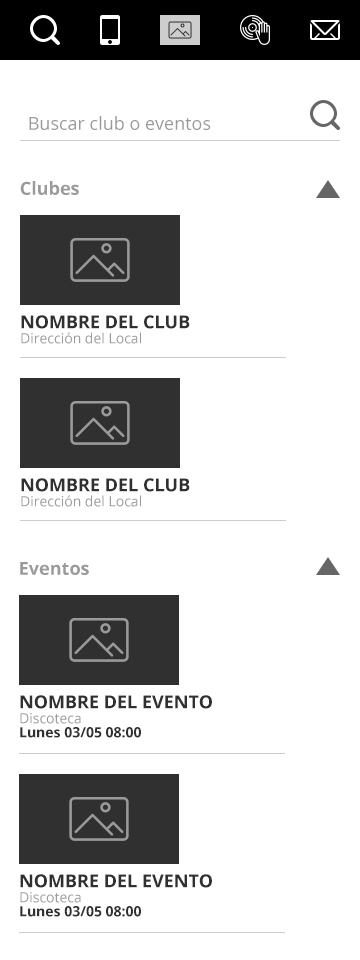 Buscar club o eventos
Clubes
NOMBRE DEL CLUB
Dirección del Local
NOMBRE DEL CLUB
Dirección del Local
Eventos
NOMBRE DEL EVENTO
Discoteca
Lunes 03/05 08:00
NOMBRE DEL EVENTO
Discoteca
Lunes 03/05 08:00